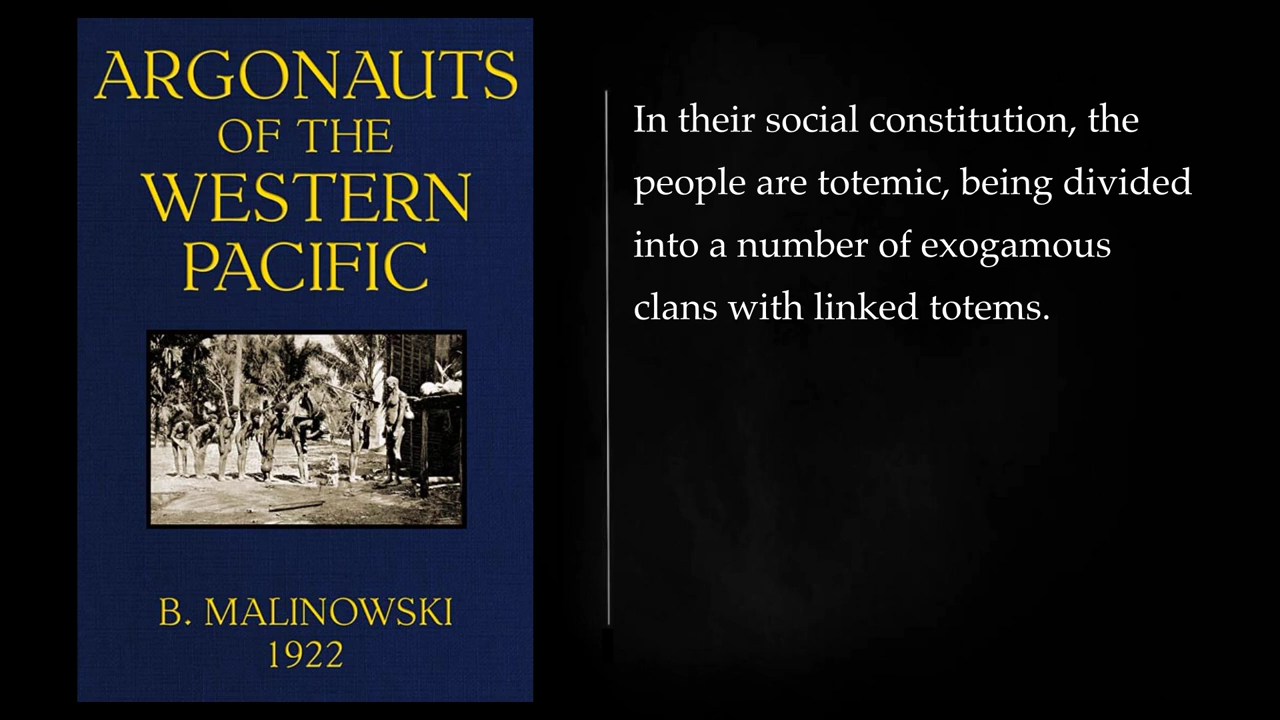 ARGONAUTS
OF THE
WESTERN
PACIFIC
B. MALINOWSKI
1922
In their social constitution, the
people are totemic, being divided
into a number of exogamous
clans with linked totems.